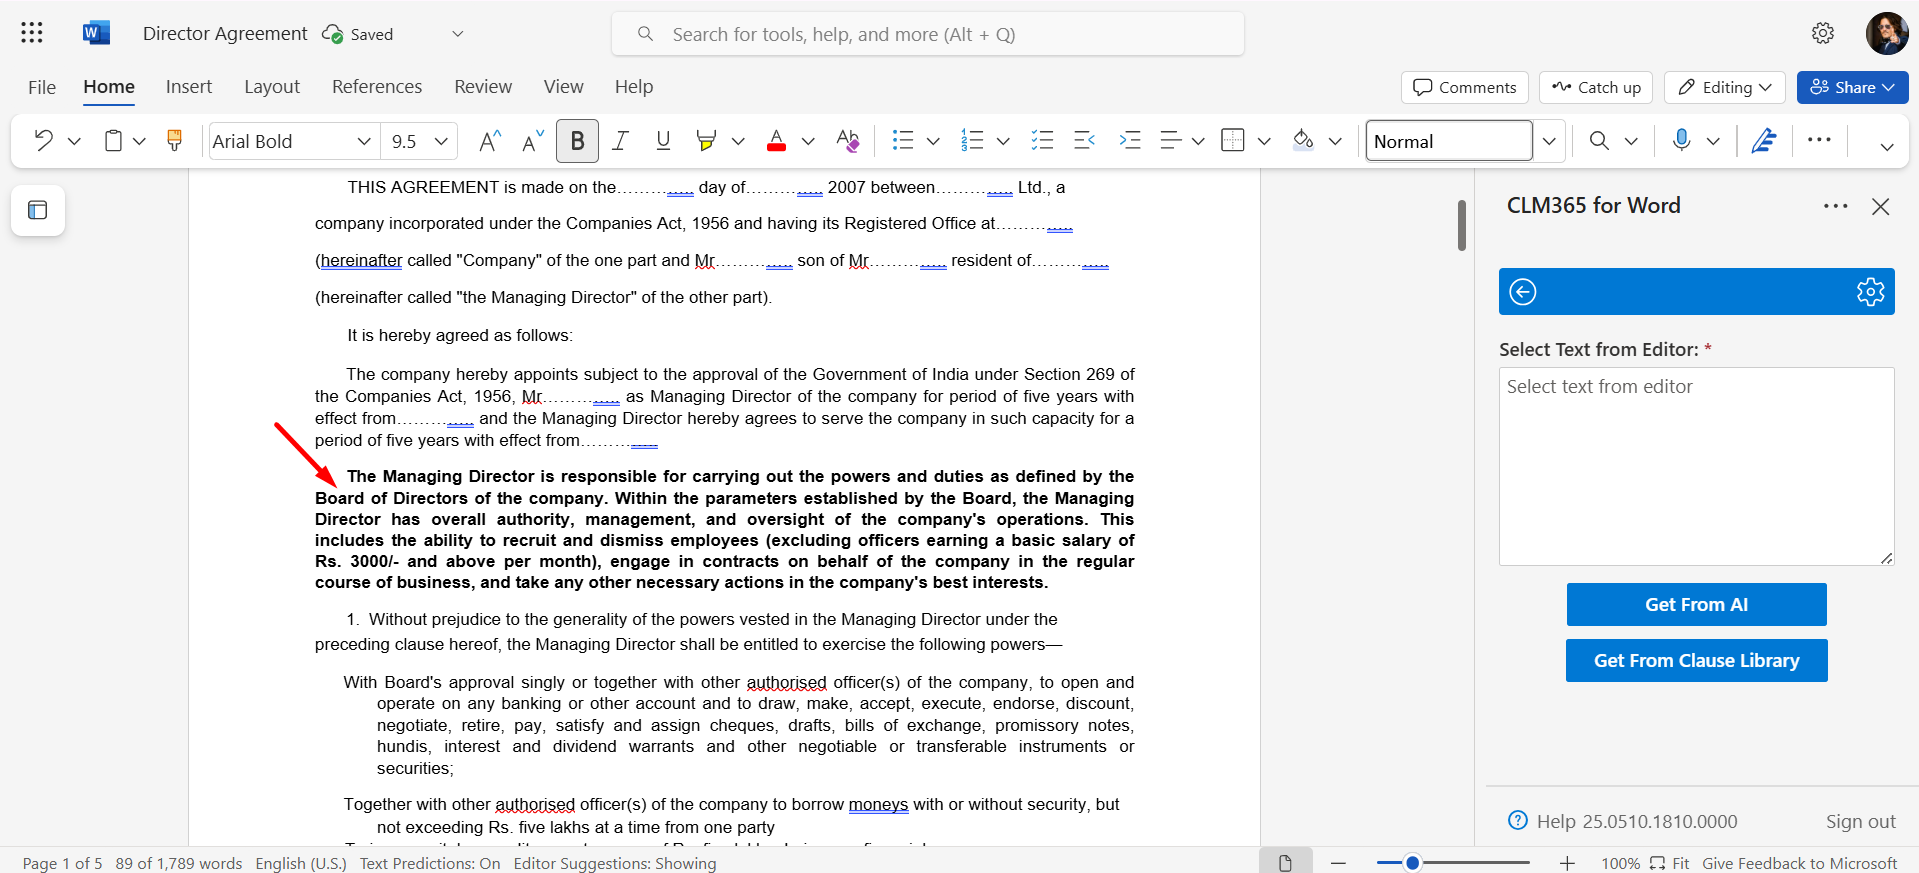 Director Agreement Saved
Search for tools, help, and more (Alt + Q)
File Home Insert Layout References Review View Help
Comments Catch up Editing Share
Arial Bold 9.5 B Normal
THIS AGREEMENT is made on the.............. day of.............. 2007 between.............. Ltd., a
company incorporated under the Companies Act, 1956 and having its Registered Office at..............
(hereinafter called "Company" of the one part and Mr.............. son of Mr.............. resident of..............
(hereinafter called "the Managing Director" of the other part).
It is hereby agreed as follows:
The company hereby appoints subject to the approval of the Government of India under Section 269 of
the Companies Act, 1956, Mr.............. as Managing Director of the company for period of five years with
effect from.............. and the Managing Director hereby agrees to serve the company in such capacity for a
period of five years with effect from..............
The Managing Director is responsible for carrying out the powers and duties as defined by the
Board of Directors of the company. Within the parameters established by the Board, the Managing
Director has overall authority, management, and oversight of the company's operations. This
includes the ability to recruit and dismiss employees (excluding officers earning a basic salary of
Rs. 3000/- and above per month), engage in contracts on behalf of the company in the regular
course of business, and take any other necessary actions in the company's best interests.
1. Without prejudice to the generality of the powers vested in the Managing Director under the
preceding clause hereof, the Managing Director shall be entitled to exercise the following powers—
With Board's approval singly or together with other authorised officer(s) of the company, to open and
operate on any banking or other account and to draw, make, accept, execute, endorse, discount,
negotiate, retire, pay, satisfy and assign cheques, drafts, bills of exchange, promissory notes,
hundis, interest and dividend warrants and other negotiable or transferable instruments or
securities;
Together with other authorised officer(s) of the company to borrow moneys with or without security, but
not exceeding Rs. five lakhs at a time from one party
CLM365 for Word
Select Text from Editor: *
Select text from editor
Get From AI
Get From Clause Library
Help 25.0510.1810.0000 Sign out
Page 1 of 5 89 of 1,789 words English (U.S.) Text Predictions: On Editor Suggestions: Showing 100% Fit Give Feedback to Microsoft